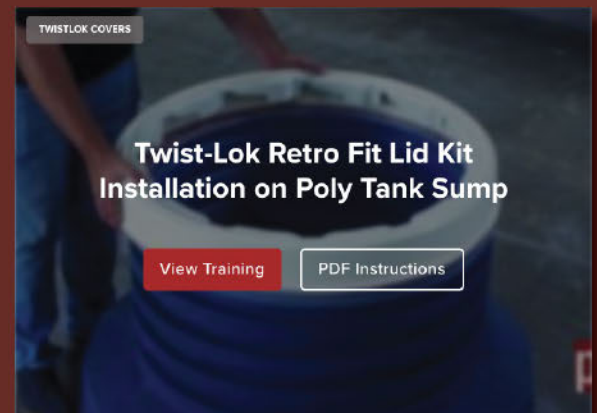 TWISTLOK COVERS
Twist-Lok Retro Fit Lid Kit
Installation on Poly Tank Sump
View Training
PDF Instructions